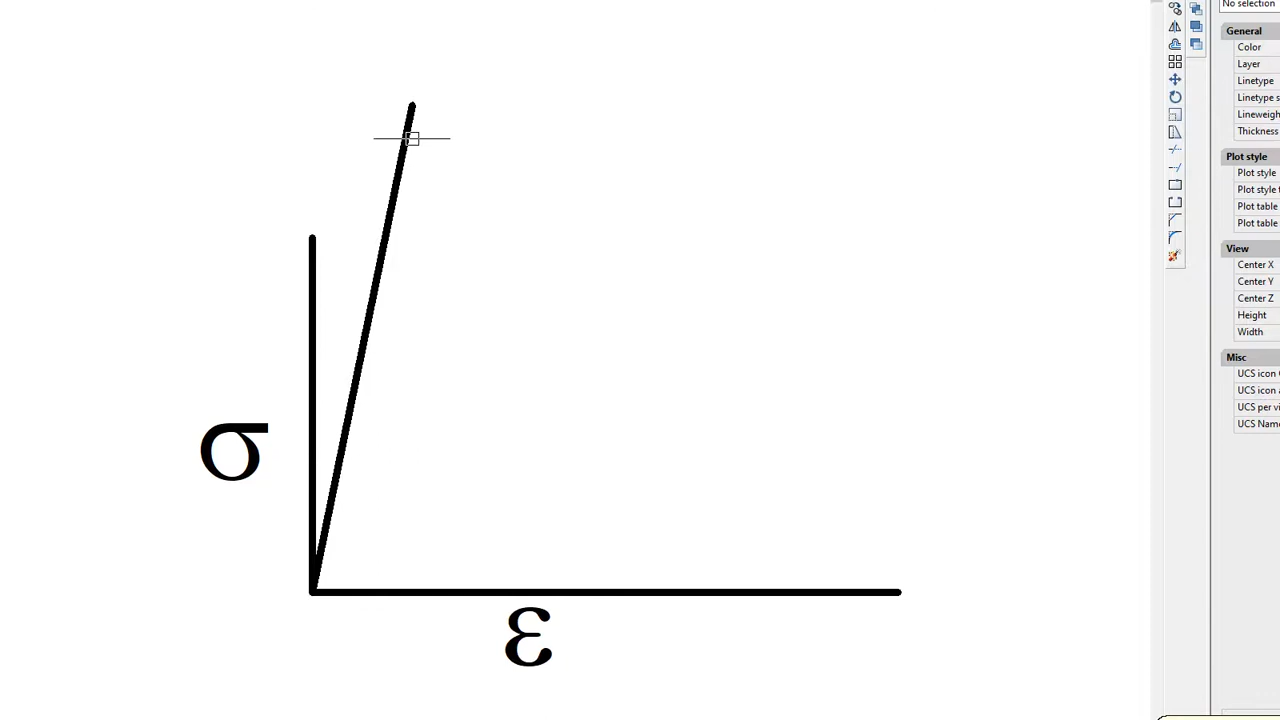 No selection
General
Color
Layer
Linetype
Linetype s
Lineweigh
Thickness
Plot style
Plot style
Plot style t
Plot table
Plot table
View
Center X
Center Y
Center Z
Height
Width
Misc
UCS icon
UCS icon a
UCS per vi
UCS Name
σ
ε